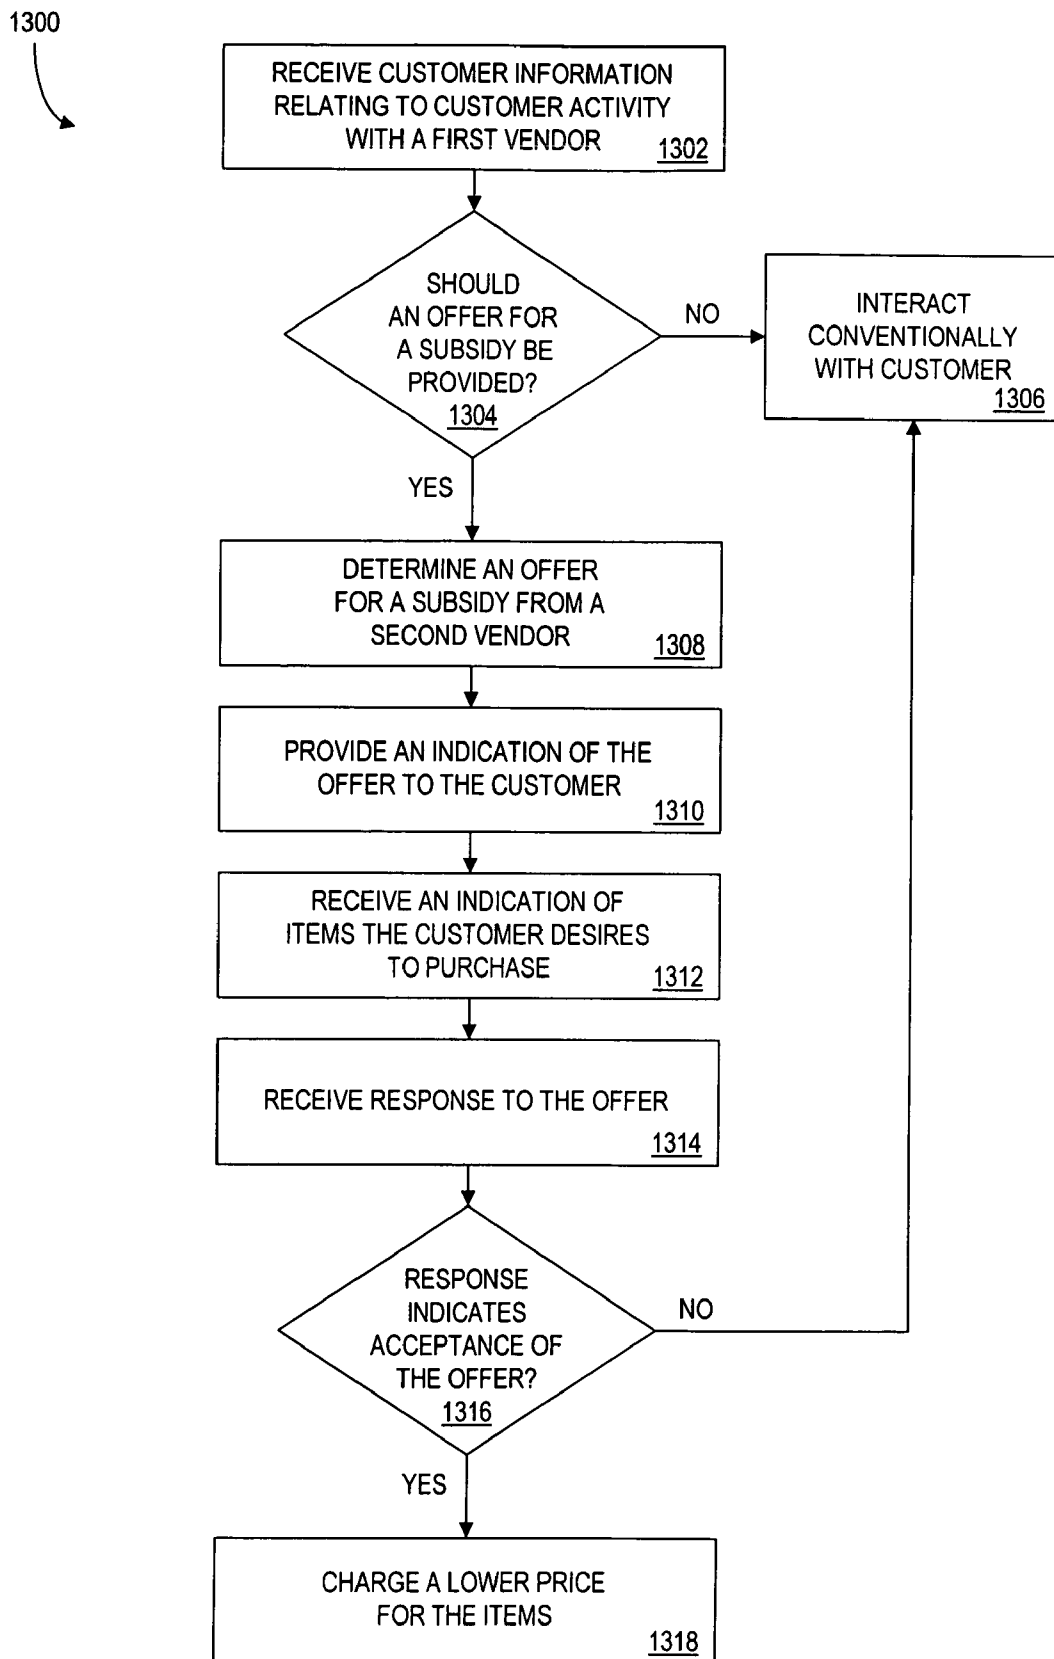 1300
RECEIVE CUSTOMER INFORMATION
RELATING TO CUSTOMER ACTIVITY
WITH A FIRST VENDOR
1302
SHOULD
AN OFFER FOR
A SUBSIDY BE
PROVIDED?
1304
NO
INTERACT
CONVENTIONALLY
WITH CUSTOMER
1306
YES
DETERMINE AN OFFER
FOR A SUBSIDY FROM A
SECOND VENDOR
1308
PROVIDE AN INDICATION OF THE
OFFER TO THE CUSTOMER
1310
RECEIVE AN INDICATION OF
ITEMS THE CUSTOMER DESIRES
TO PURCHASE
1312
RECEIVE RESPONSE TO THE OFFER
1314
RESPONSE
INDICATES
ACCEPTANCE OF
THE OFFER?
1316
NO
YES
CHARGE A LOWER PRICE
FOR THE ITEMS
1318